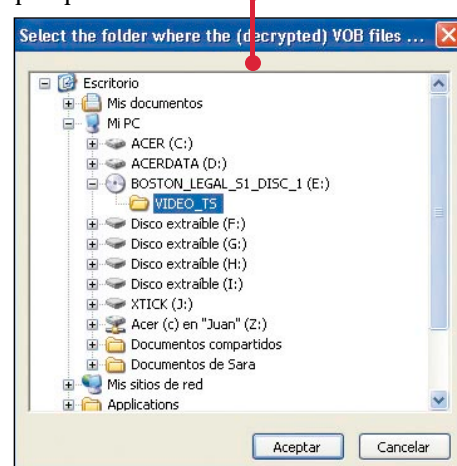 Select the folder where the (decrypted) VOB files ...
Escritorio
Mis documentos
Mi PC
ACER (C:)
ACERDATA (D:)
BOSTON_LEGAL_S1_DISC_1 (E:)
VIDEO_TS
Disco extraíble (F:)
Disco extraíble (G:)
Disco extraíble (H:)
Disco extraíble (I:)
XTICK (J:)
Acer (c) en "Juan" (Z:)
Documentos compartidos
Documentos de Sara
Mis sitios de red
Applications
Aceptar Cancelar